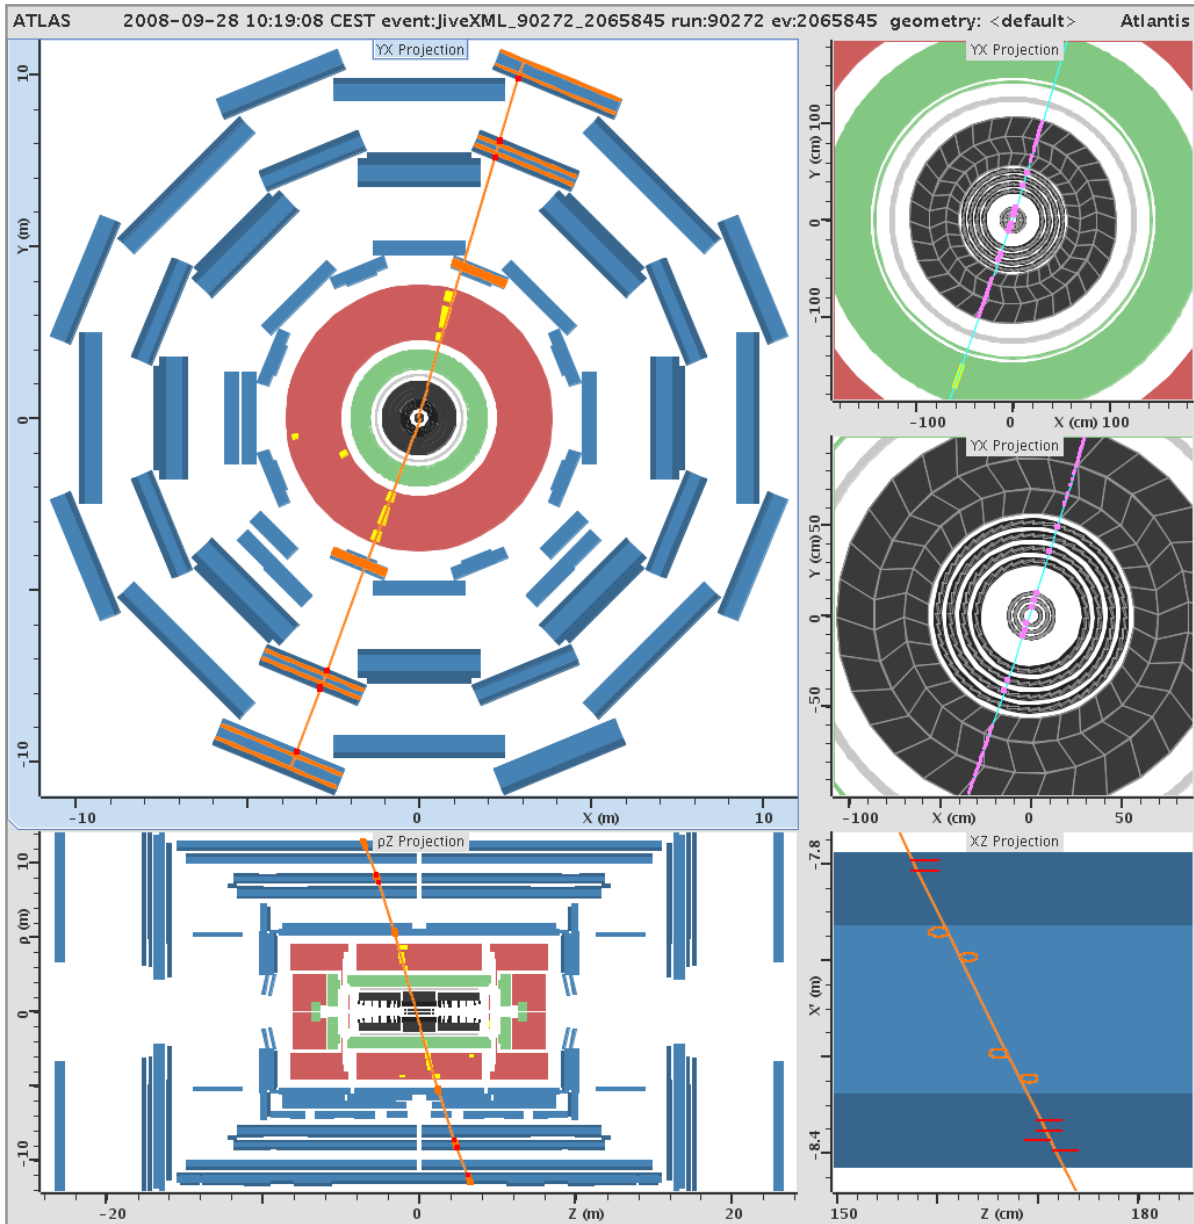 ATLAS 2008-09-28 10:19:08 CEST event:JiveXML_90272_2065845 run:90272 ev:2065845 geometry: <default> Atlantis
YX Projection
10
Y (m)
0
-10
-10 0 X (m) 10
YX Projection
100
Y (cm)
0
-100
-100 0 X (cm) 100
YX Projection
50
Y (cm)
0
-50
-100 X (cm) 0 50
ρZ Projection
10
ρ (m)
0
-10
-20 0 Z (m) 20
XZ Projection
-7.8
X' (m)
-8.4
150 Z (cm) 180